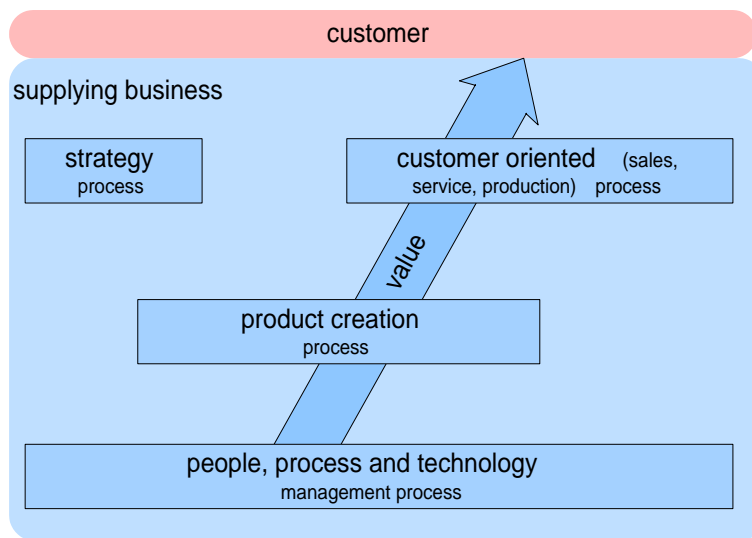 customer
supplying business
strategy
process
customer oriented (sales,
service, production) process
value
product creation
process
people, process and technology
management process